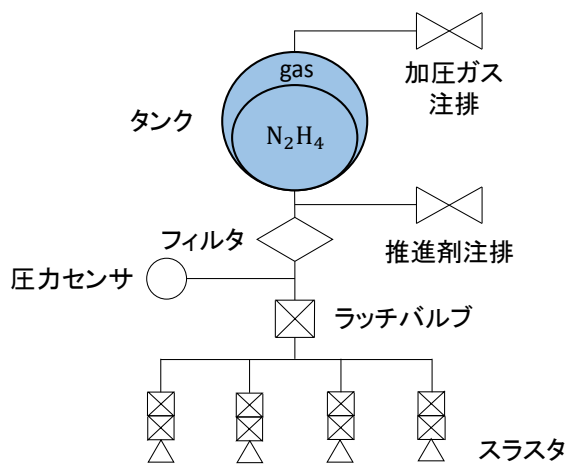 gas
加圧ガス
注排
タンク
N₂H₄
フィルタ
推進剤注排
圧力センサ
ラッチバルブ
スラスタ